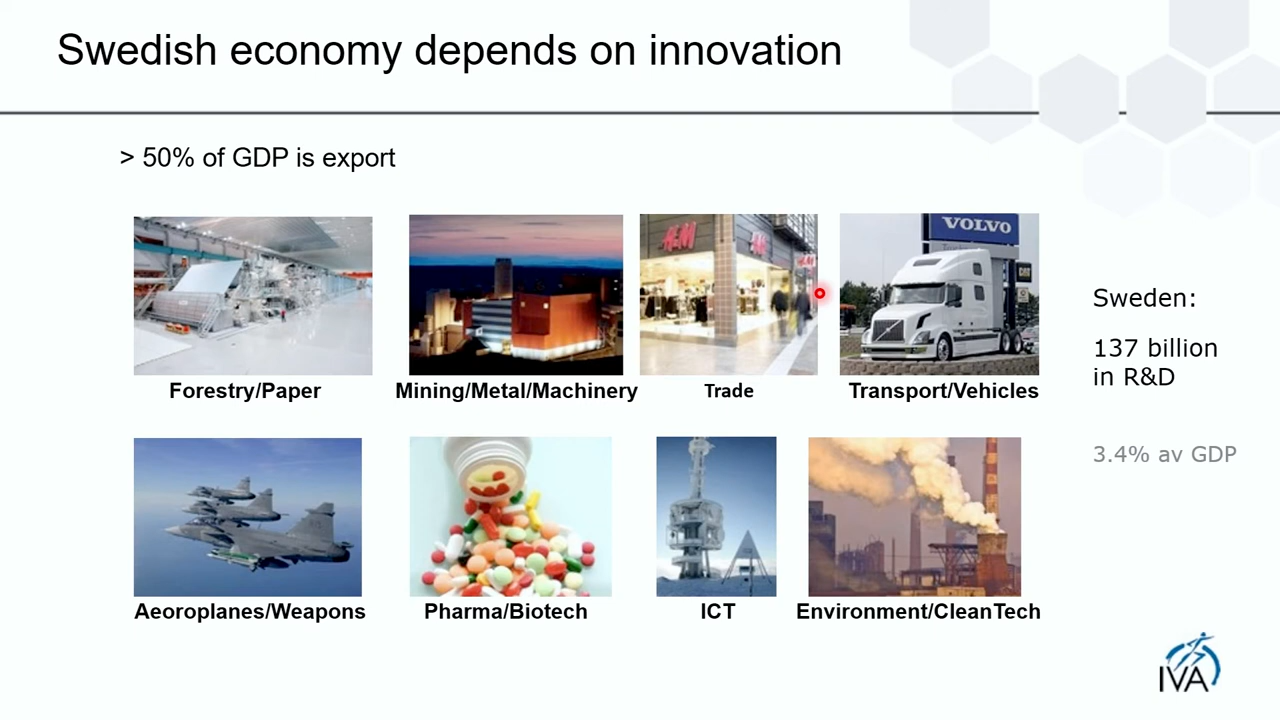 Swedish economy depends on innovation
> 50% of GDP is export
H&M
H&M
H&M
VOLVO
Forestry/Paper
Mining/Metal/Machinery
Trade
Transport/Vehicles
Sweden:
137 billion
in R&D
3.4% av GDP
Aeoroplanes/Weapons
Pharma/Biotech
ICT
Environment/CleanTech
IVA